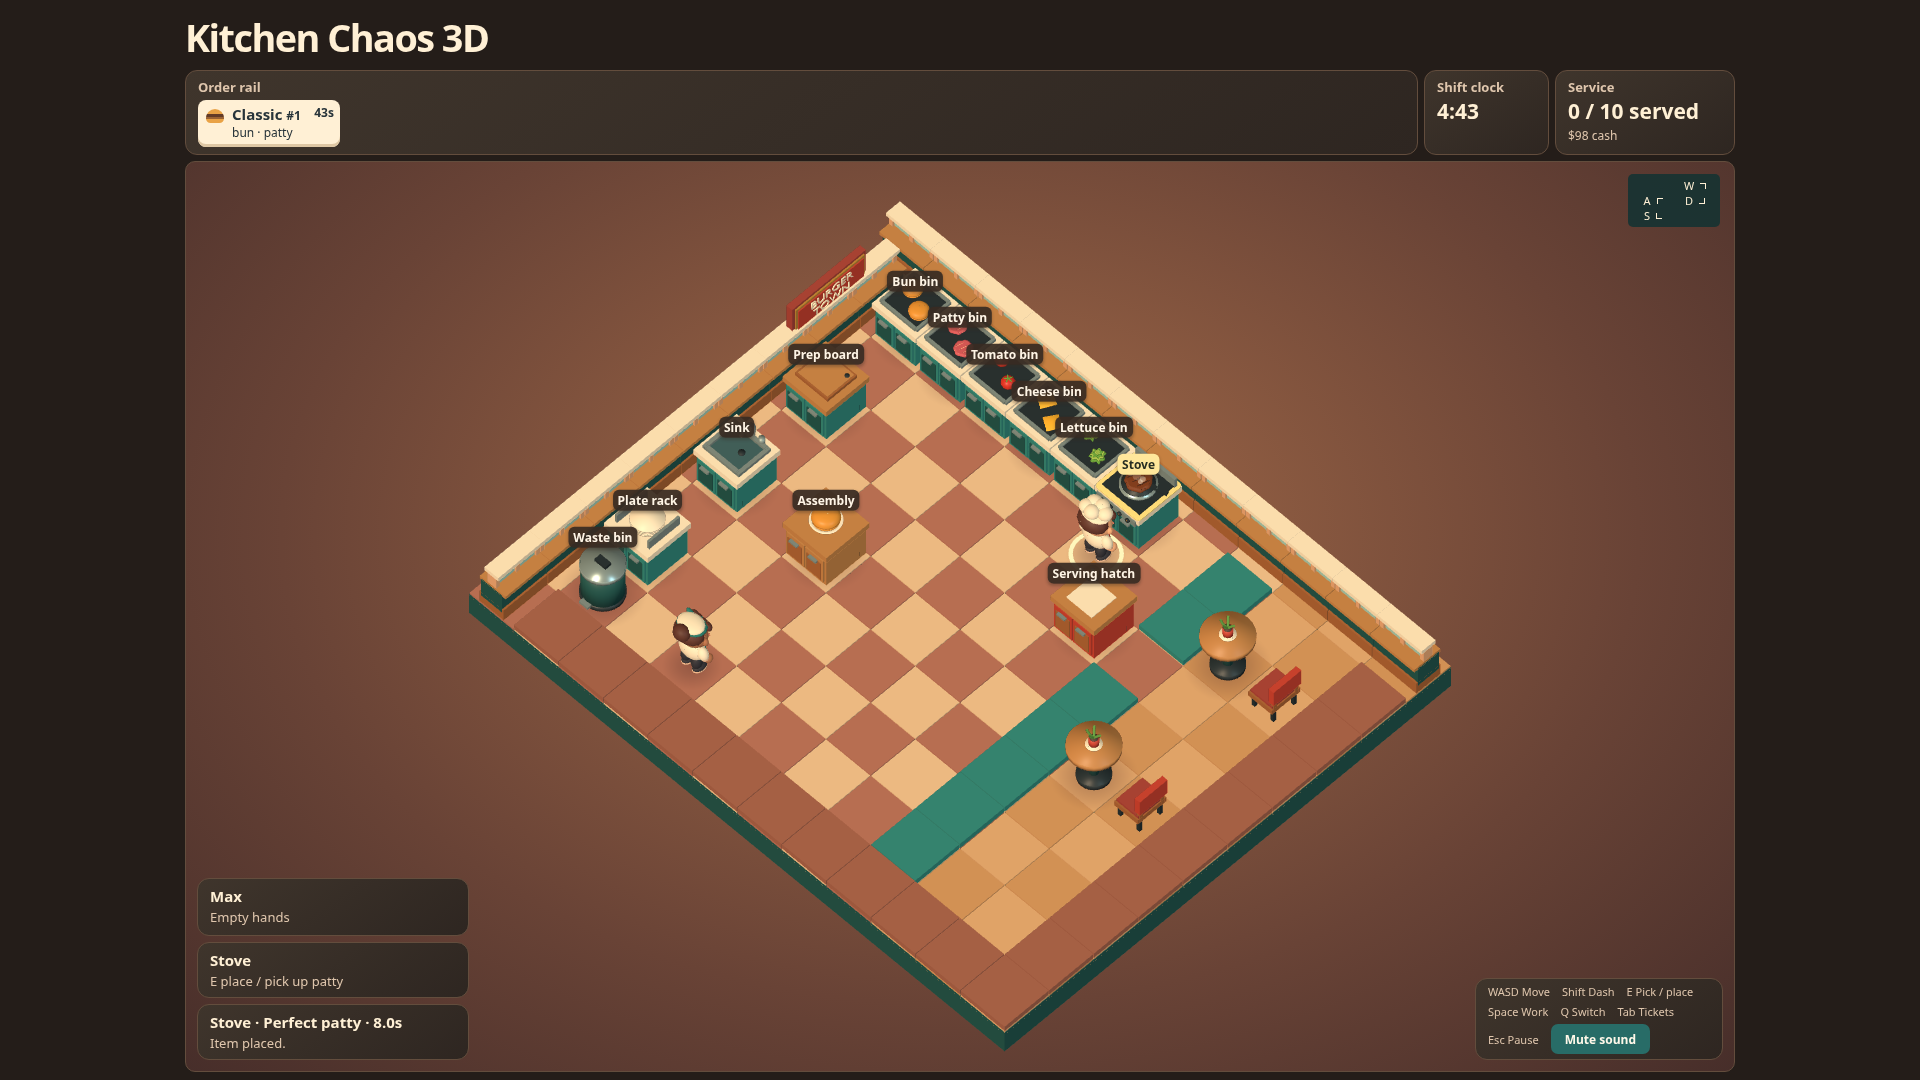 Kitchen Chaos 3D
Order rail
Classic #1 43s
bun · patty
Shift clock
4:43
Service
0 / 10 served
$98 cash
W
A D
S
BURGER
TOWN
Bun bin
Patty bin
Prep board
Tomato bin
Cheese bin
Sink
Lettuce bin
Stove
Plate rack
Assembly
Waste bin
Serving hatch
Max
Empty hands
Stove
E place / pick up patty
Stove · Perfect patty · 8.0s
Item placed.
WASD Move Shift Dash E Pick / place
Space Work Q Switch Tab Tickets
Esc Pause Mute sound